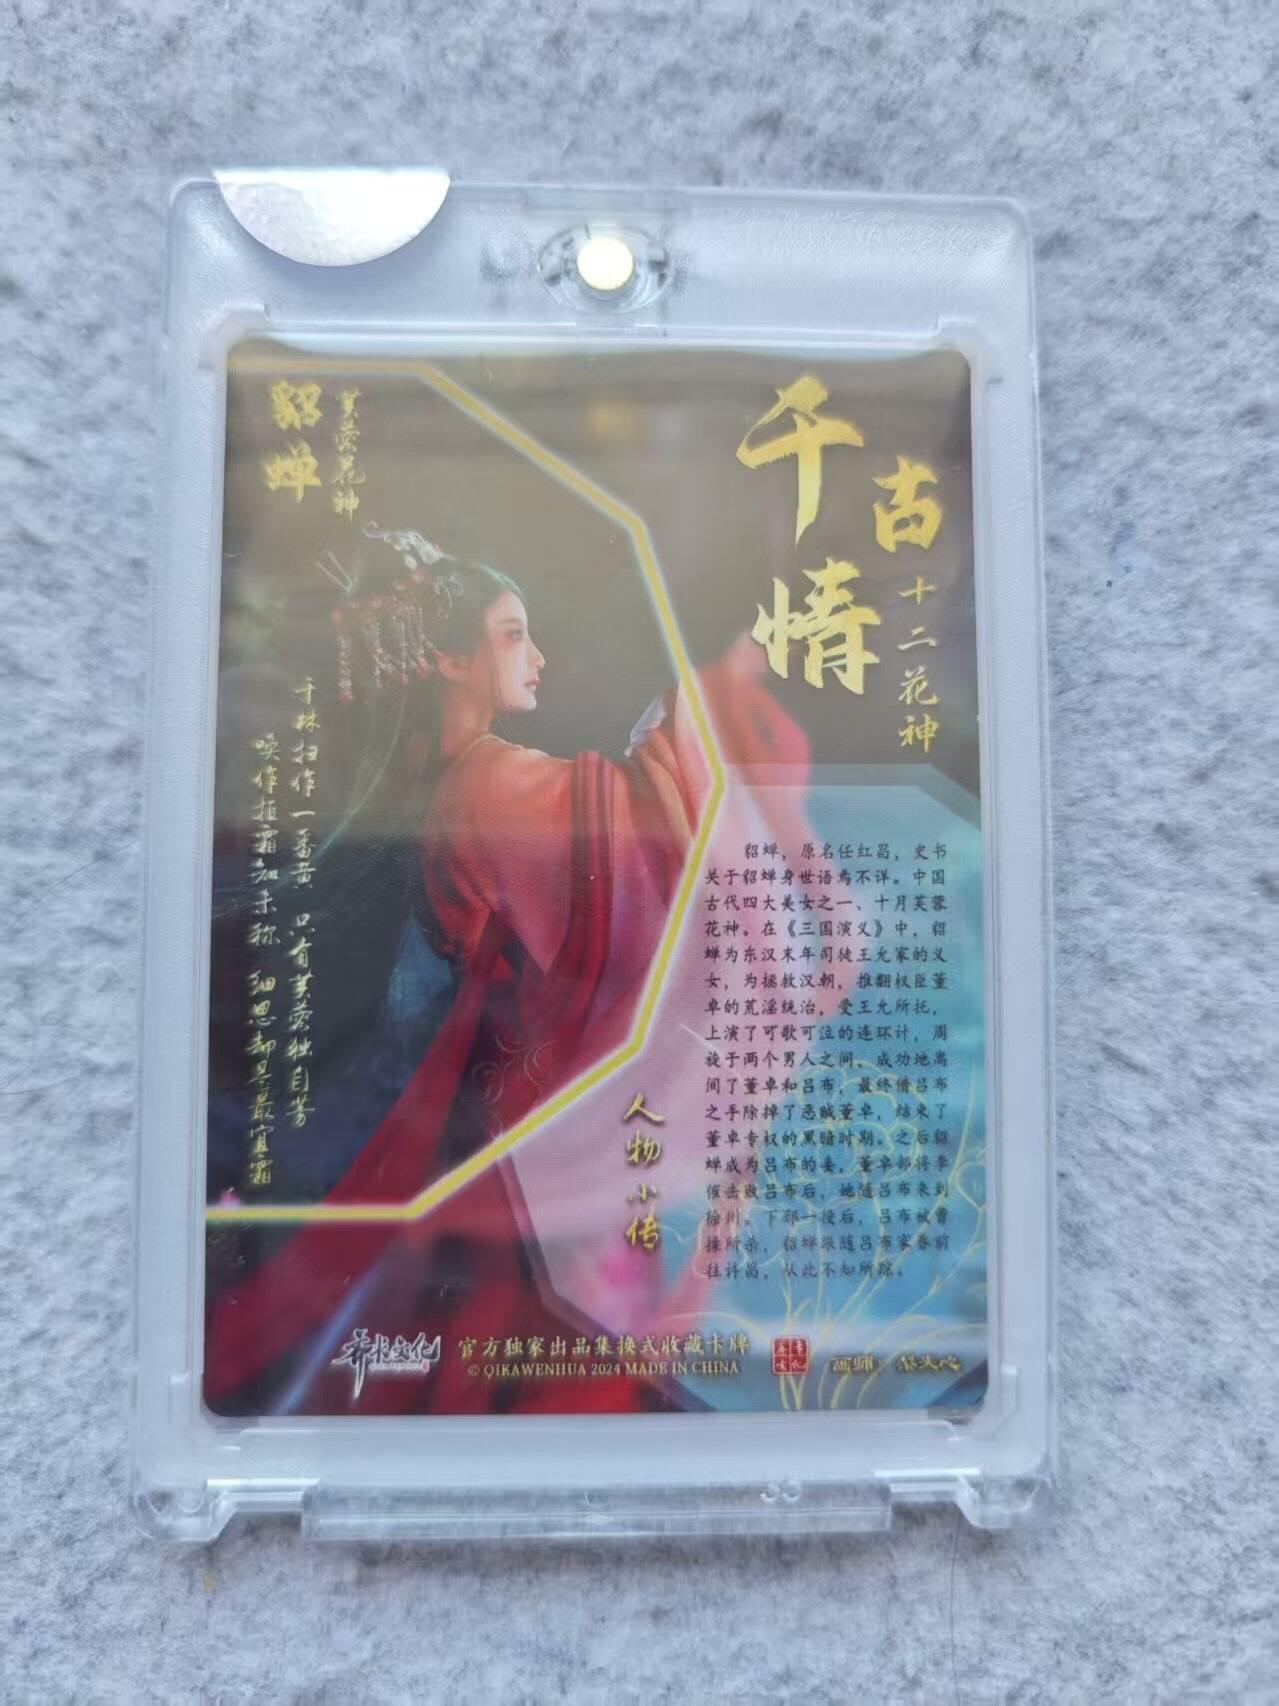 貂蝉
芙蓉花神
千古情
十二花神
千林扫作一番黄 只有芙蓉独自芳
唤作拒霜知未称 细思却是最宜霜
人物小传
貂蝉，原名任红昌，史书
关于貂蝉身世语焉不详。中国
古代四大美女之一、十月芙蓉
花神。在《三国演义》中，貂
蝉为东汉末年司徒王允家的义
女，为拯救汉朝，推翻权臣董
卓的荒淫统治，受王允所托，
上演了可歌可泣的连环计，周
旋于两个男人之间，成功地离
间了董卓和吕布，最终借吕布
之手除掉了恶贼董卓，结束了
董卓专权的黑暗时期。之后貂
蝉成为吕布的妾，董卓部将李
傕击败吕布后，她随吕布来到
徐州。下邳一役后，吕布被曹
操所杀，貂蝉跟随吕布家眷前
往许昌，从此不知所踪。
官方独家出品集换式收藏卡牌
© QIKAWENHUA 2024 MADE IN CHINA
画师：
35